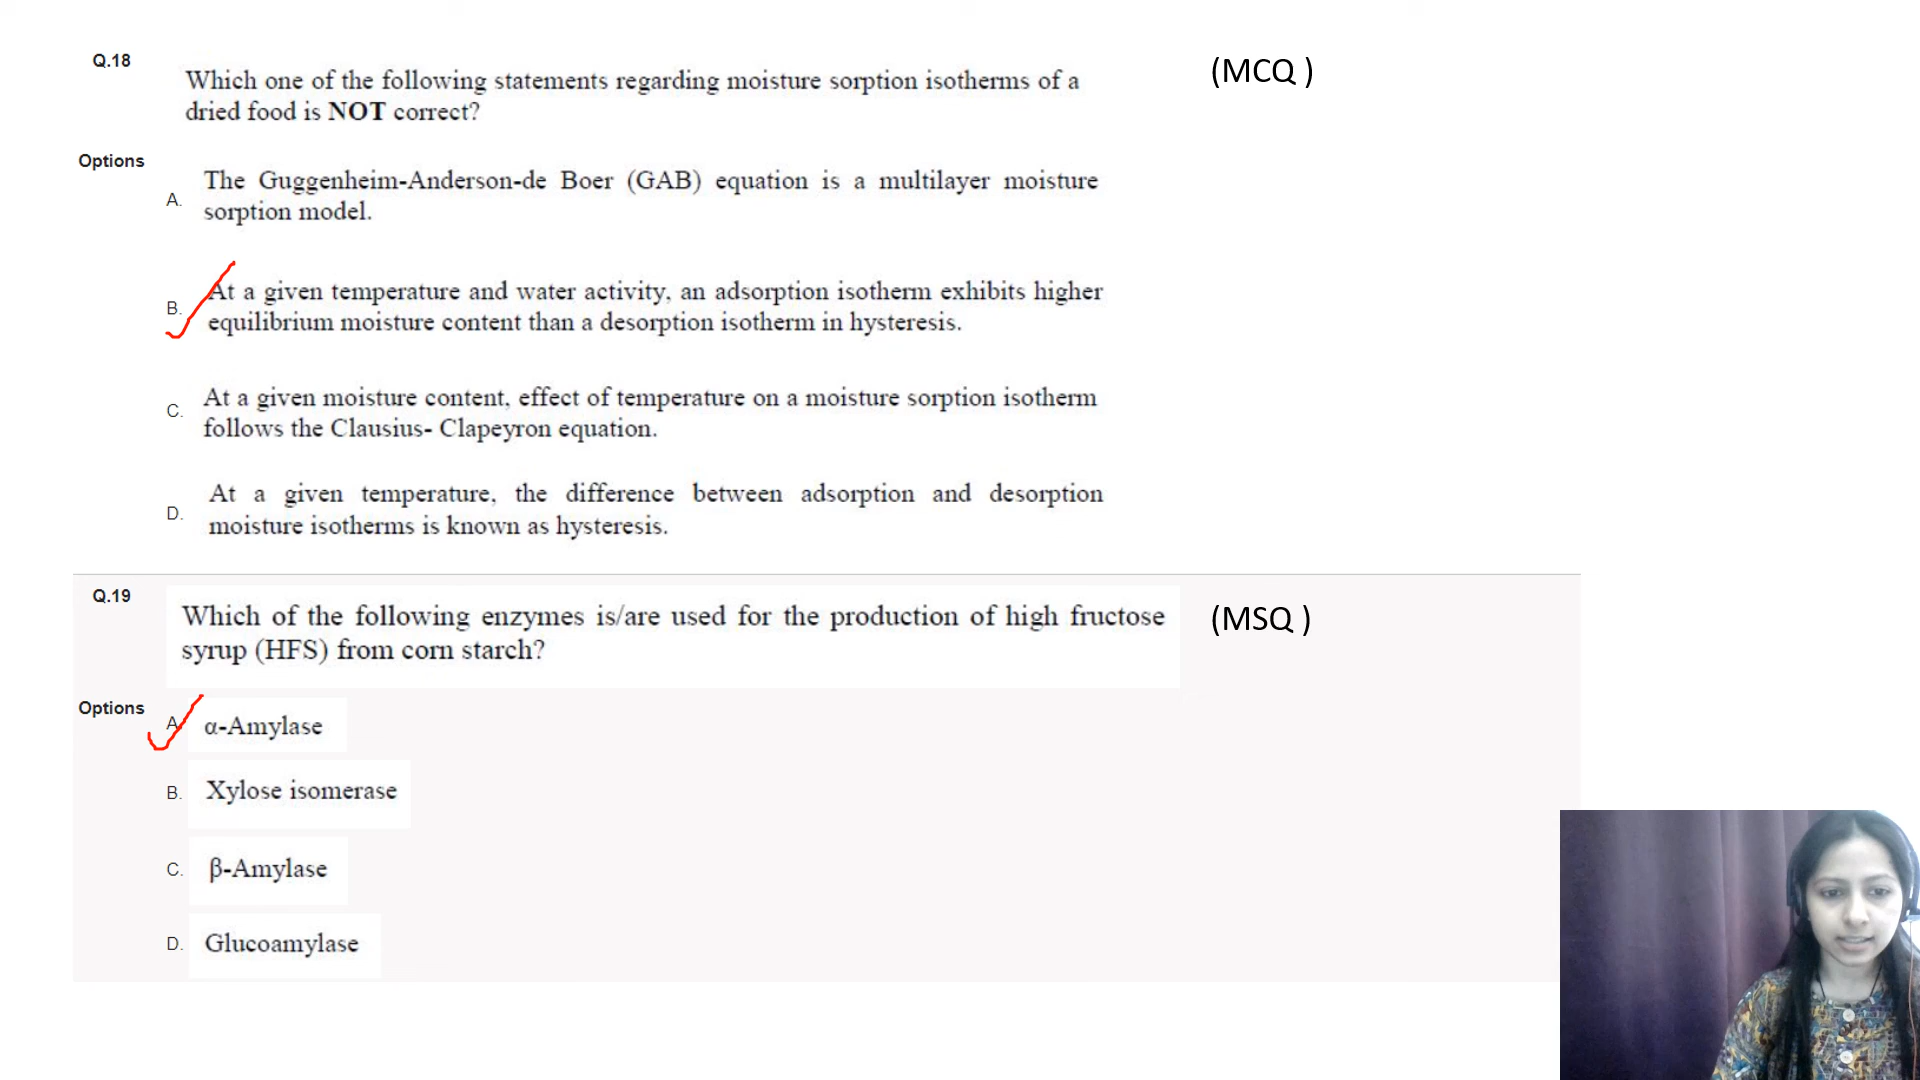 Q.18
Which one of the following statements regarding moisture sorption isotherms of a
dried food is NOT correct?
(MCQ )
Options
A.
The Guggenheim-Anderson-de Boer (GAB) equation is a multilayer moisture
sorption model.
B.
At a given temperature and water activity, an adsorption isotherm exhibits higher
equilibrium moisture content than a desorption isotherm in hysteresis.
C.
At a given moisture content, effect of temperature on a moisture sorption isotherm
follows the Clausius- Clapeyron equation.
D.
At a given temperature, the difference between adsorption and desorption
moisture isotherms is known as hysteresis.
Q.19
Which of the following enzymes is/are used for the production of high fructose
syrup (HFS) from corn starch?
(MSQ )
Options
A.
α-Amylase
B.
Xylose isomerase
C.
β-Amylase
D.
Glucoamylase